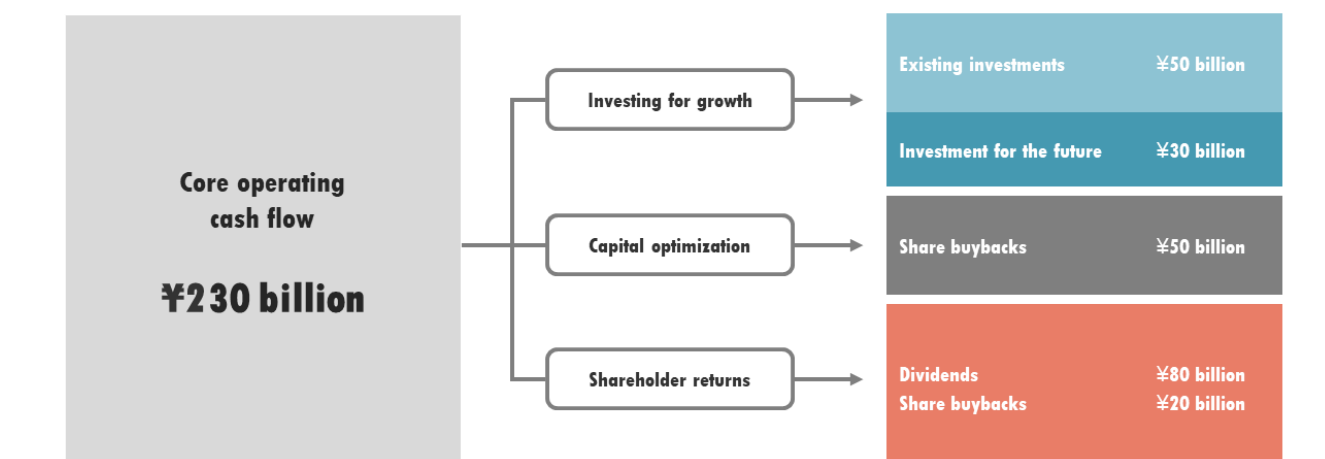 Core operating
cash flow
¥230 billion
Investing for growth
Capital optimization
Shareholder returns
Existing investments ¥50 billion
Investment for the future ¥30 billion
Share buybacks ¥50 billion
Dividends ¥80 billion
Share buybacks ¥20 billion